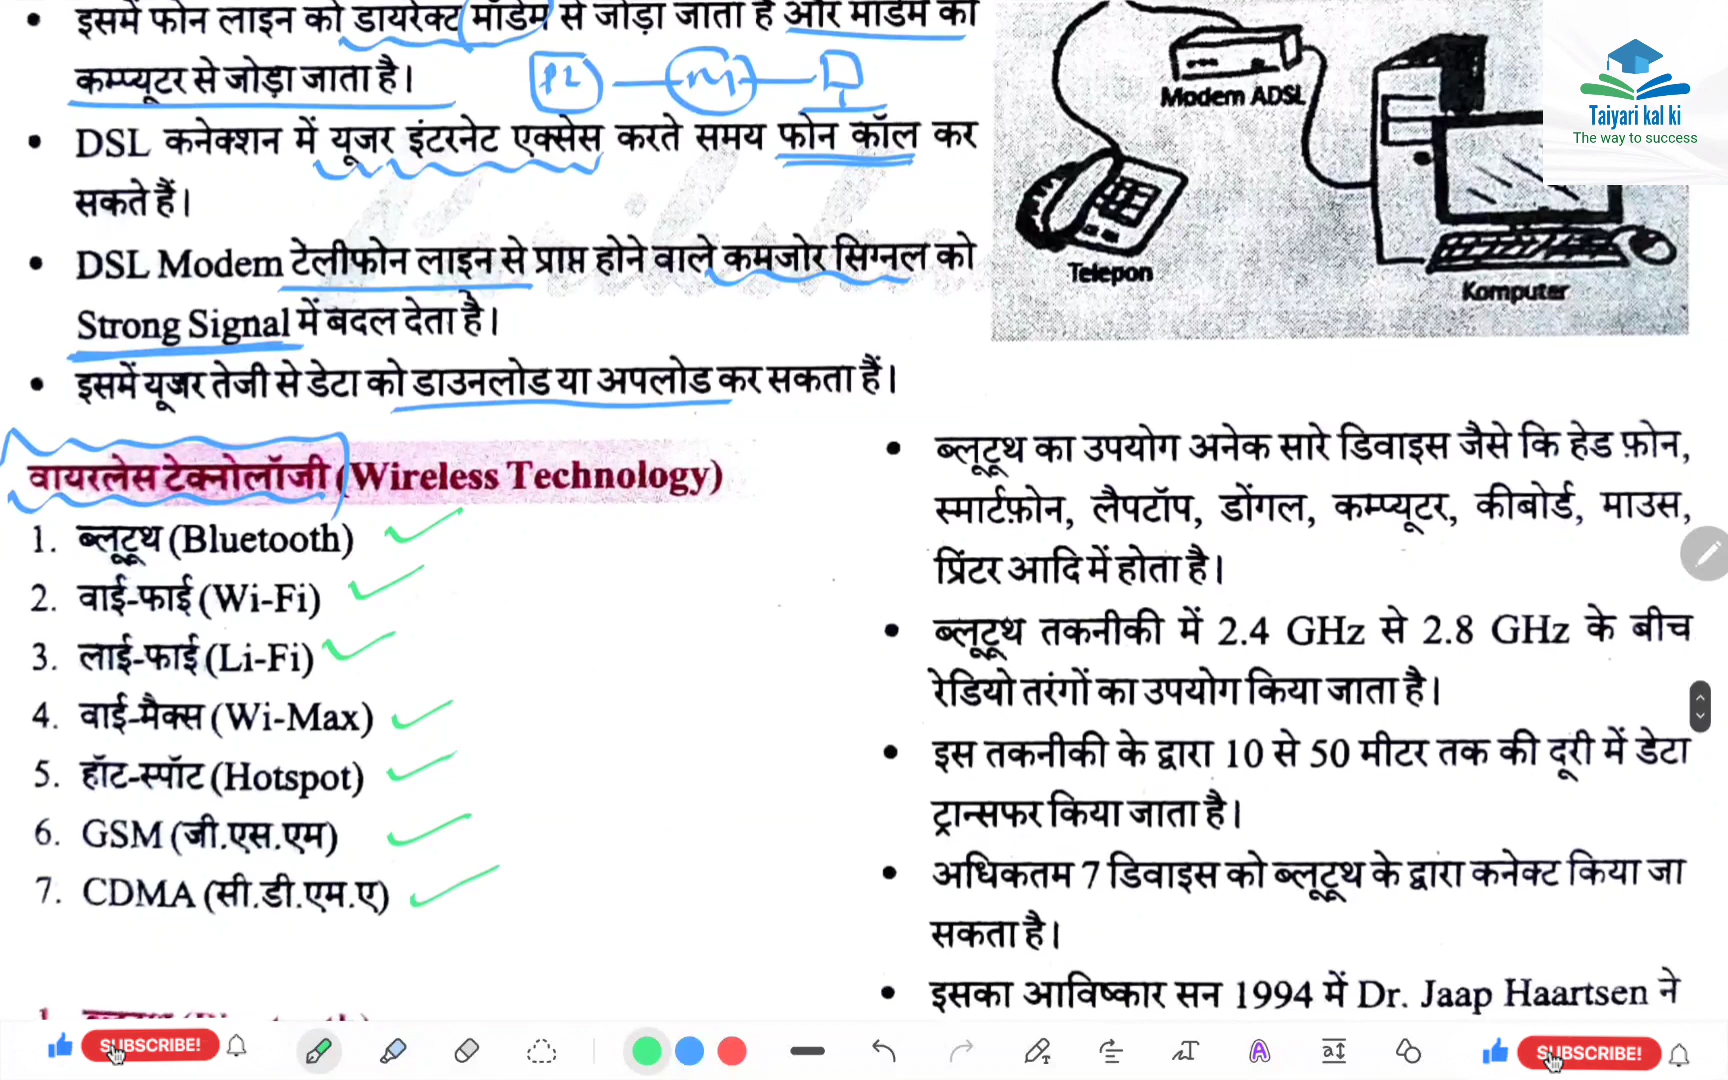 इसमें फोन लाइन को डायरेक्ट मॉडेम से जोड़ा जाता है और मॉडेम को
कम्प्यूटर से जोड़ा जाता है।
DSL कनेक्शन में यूजर इंटरनेट एक्सेस करते समय फोन कॉल कर
सकते हैं।
DSL Modem टेलीफोन लाइन से प्राप्त होने वाले कमजोर सिग्नल को
Strong Signal में बदल देता है।
इसमें यूजर तेजी से डेटा को डाउनलोड या अपलोड कर सकता हैं।
Modem ADSL
Telepon
Komputer
Taiyari kal ki
The way to success
वायरलेस टेक्नोलॉजी (Wireless Technology)
1. ब्लूटूथ (Bluetooth)
2. वाई-फाई (Wi-Fi)
3. लाई-फाई (Li-Fi)
4. वाई-मैक्स (Wi-Max)
5. हॉट-स्पॉट (Hotspot)
6. GSM (जी.एस.एम)
7. CDMA (सी.डी.एम.ए)
ब्लूटूथ का उपयोग अनेक सारे डिवाइस जैसे कि हेड फ़ोन,
स्मार्टफ़ोन, लैपटॉप, डोंगल, कम्प्यूटर, कीबोर्ड, माउस,
प्रिंटर आदि में होता है।
ब्लूटूथ तकनीकी में 2.4 GHz से 2.8 GHz के बीच
रेडियो तरंगों का उपयोग किया जाता है।
इस तकनीकी के द्वारा 10 से 50 मीटर तक की दूरी में डेटा
ट्रान्सफर किया जाता है।
अधिकतम 7 डिवाइस को ब्लूटूथ के द्वारा कनेक्ट किया जा
सकता है।
इसका आविष्कार सन 1994 में Dr. Jaap Haartsen ने
SUBSCRIBE!
SUBSCRIBE!